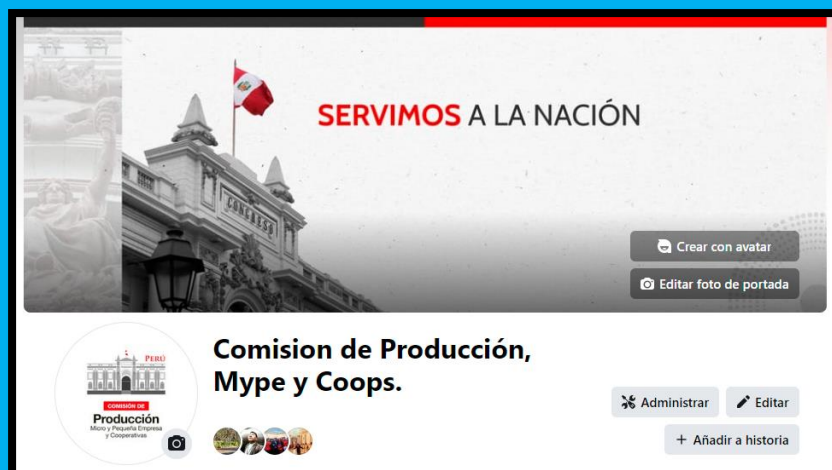 SERVIMOS A LA NACIÓN
CONGRESO
Crear con avatar
Editar foto de portada
PERÚ
COMISIÓN DE
Producción
Micro y Pequeña Empresa
y Cooperativas
Comision de Producción,
Mype y Coops.
Administrar
Editar
+ Añadir a historia